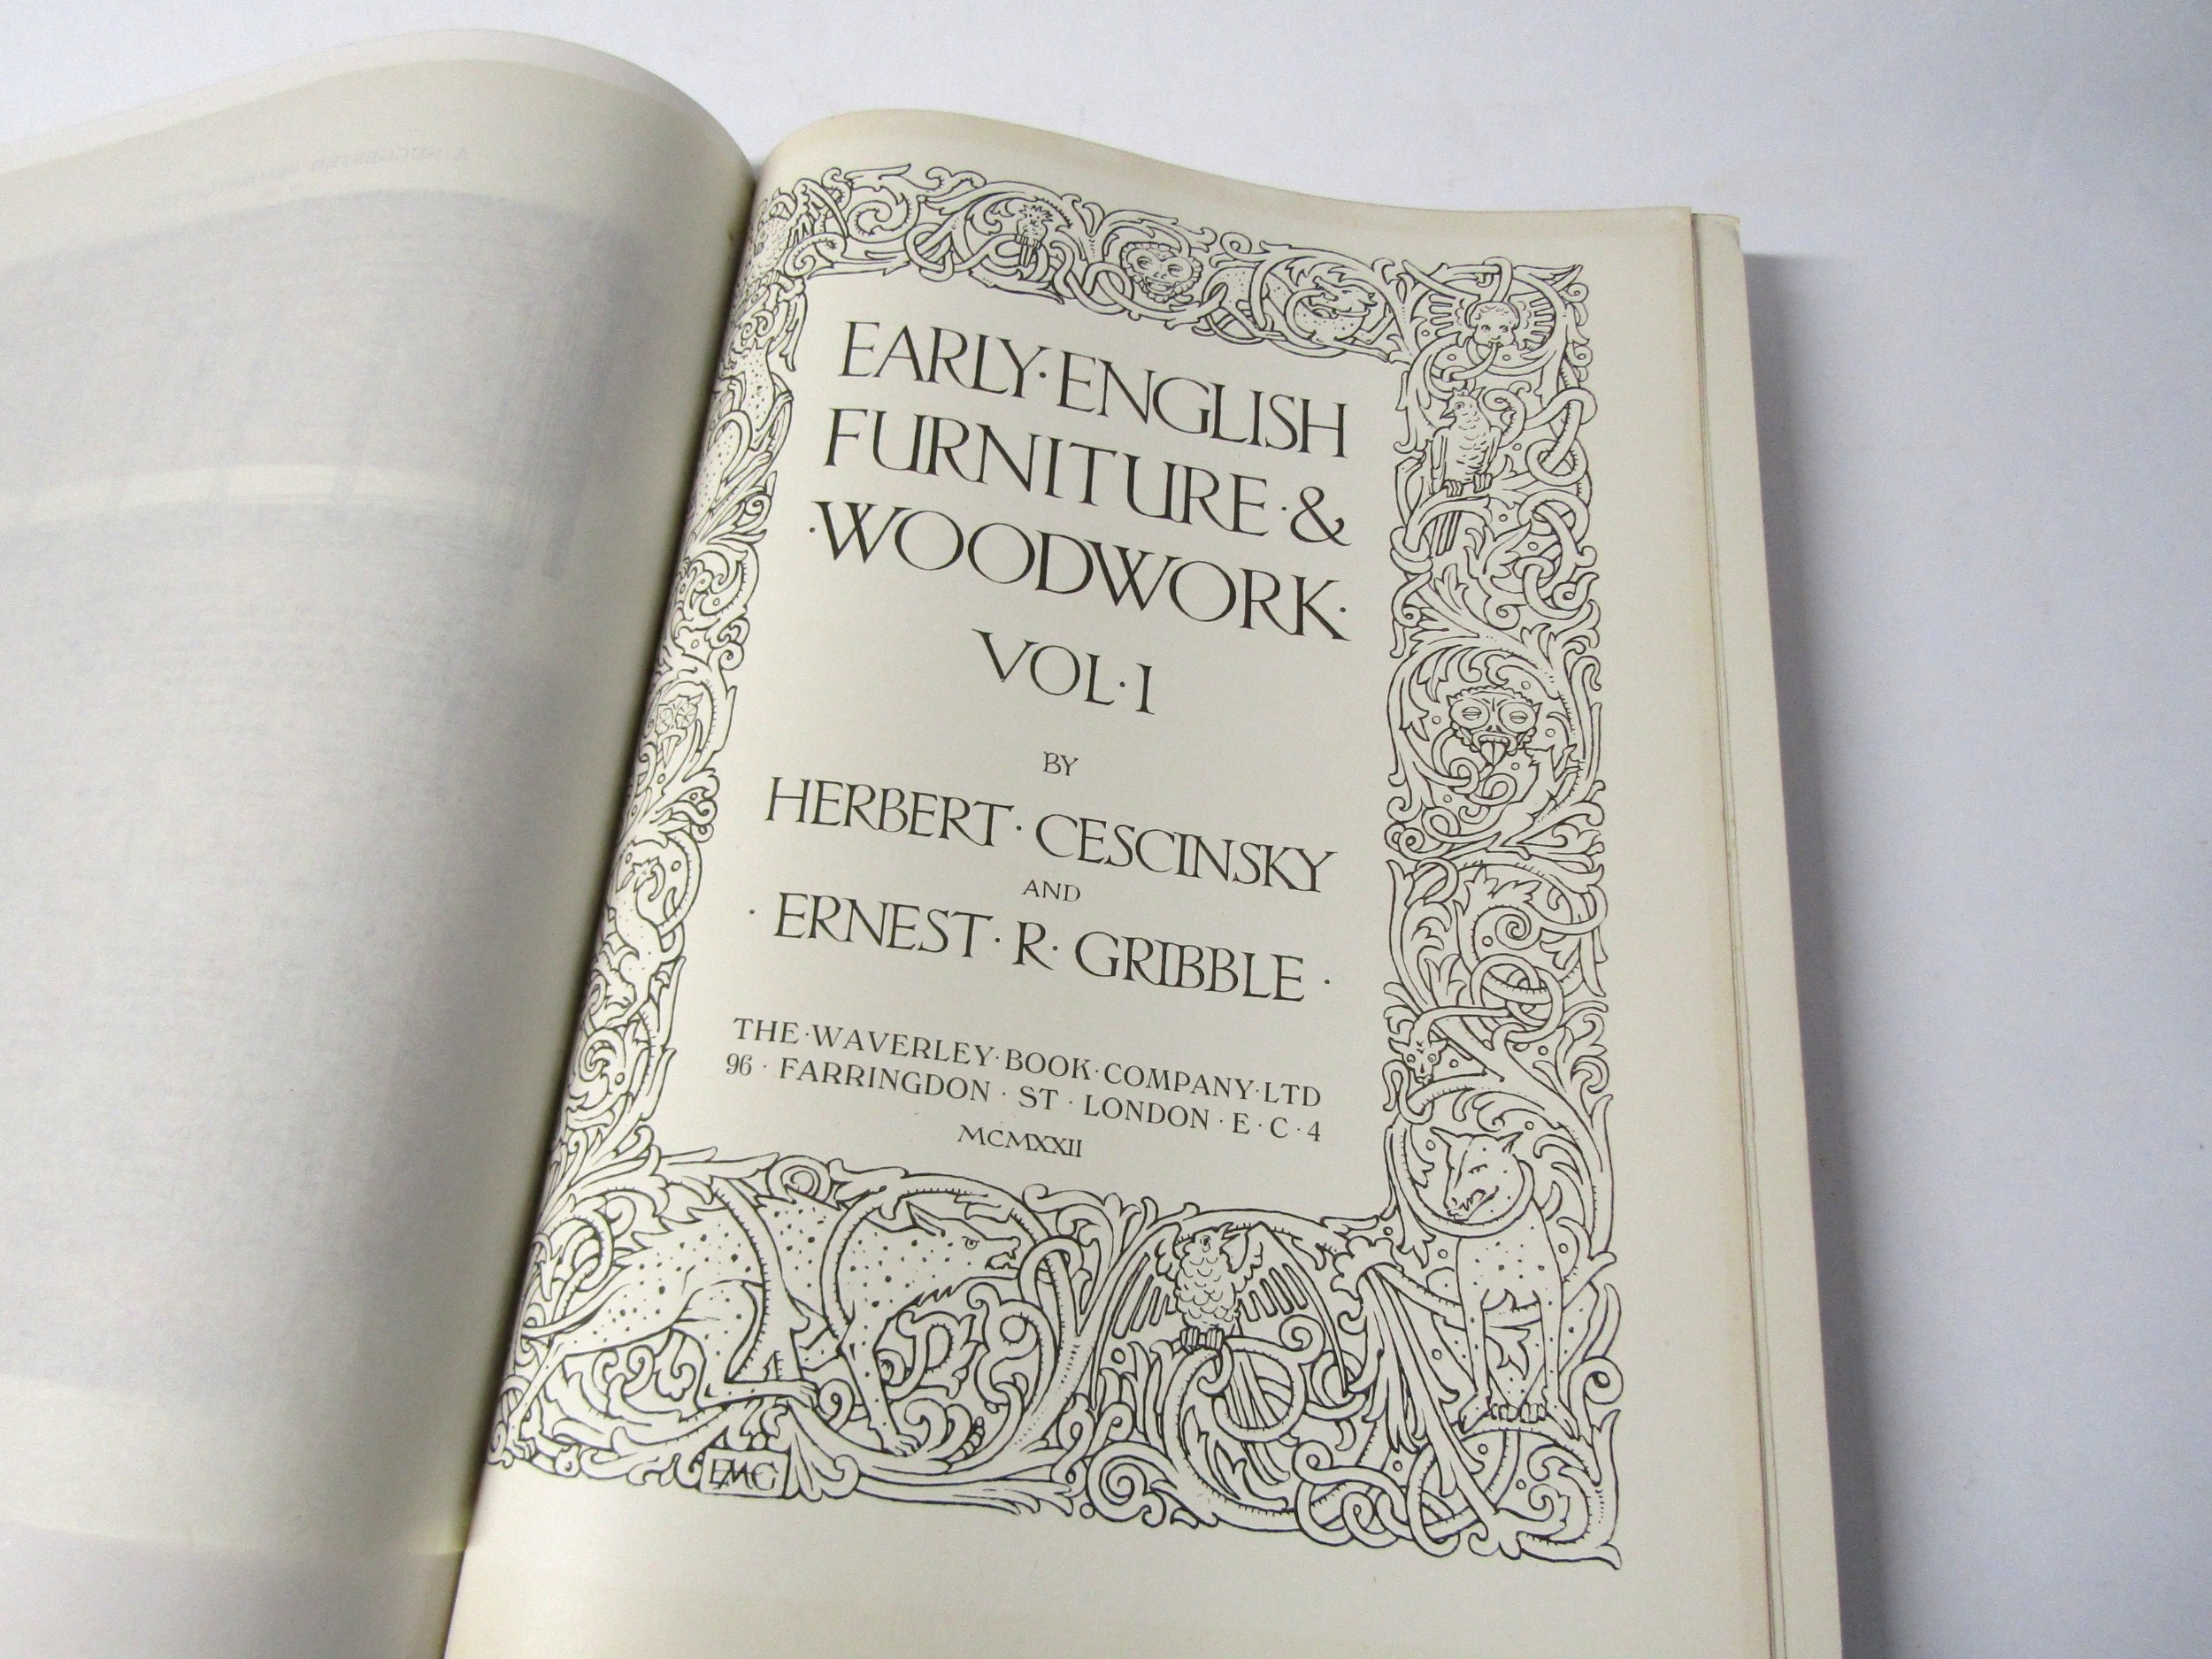 EARLY·ENGLISH
FURNITURE·&
·WOODWORK·
VOL·I
BY
HERBERT·CESCINSKY
AND
·ERNEST·R·GRIBBLE·
THE·WAVERLEY·BOOK·COMPANY·LTD
96·FARRINGDON·ST·LONDON·E·C·4
MCMXXII
EMG